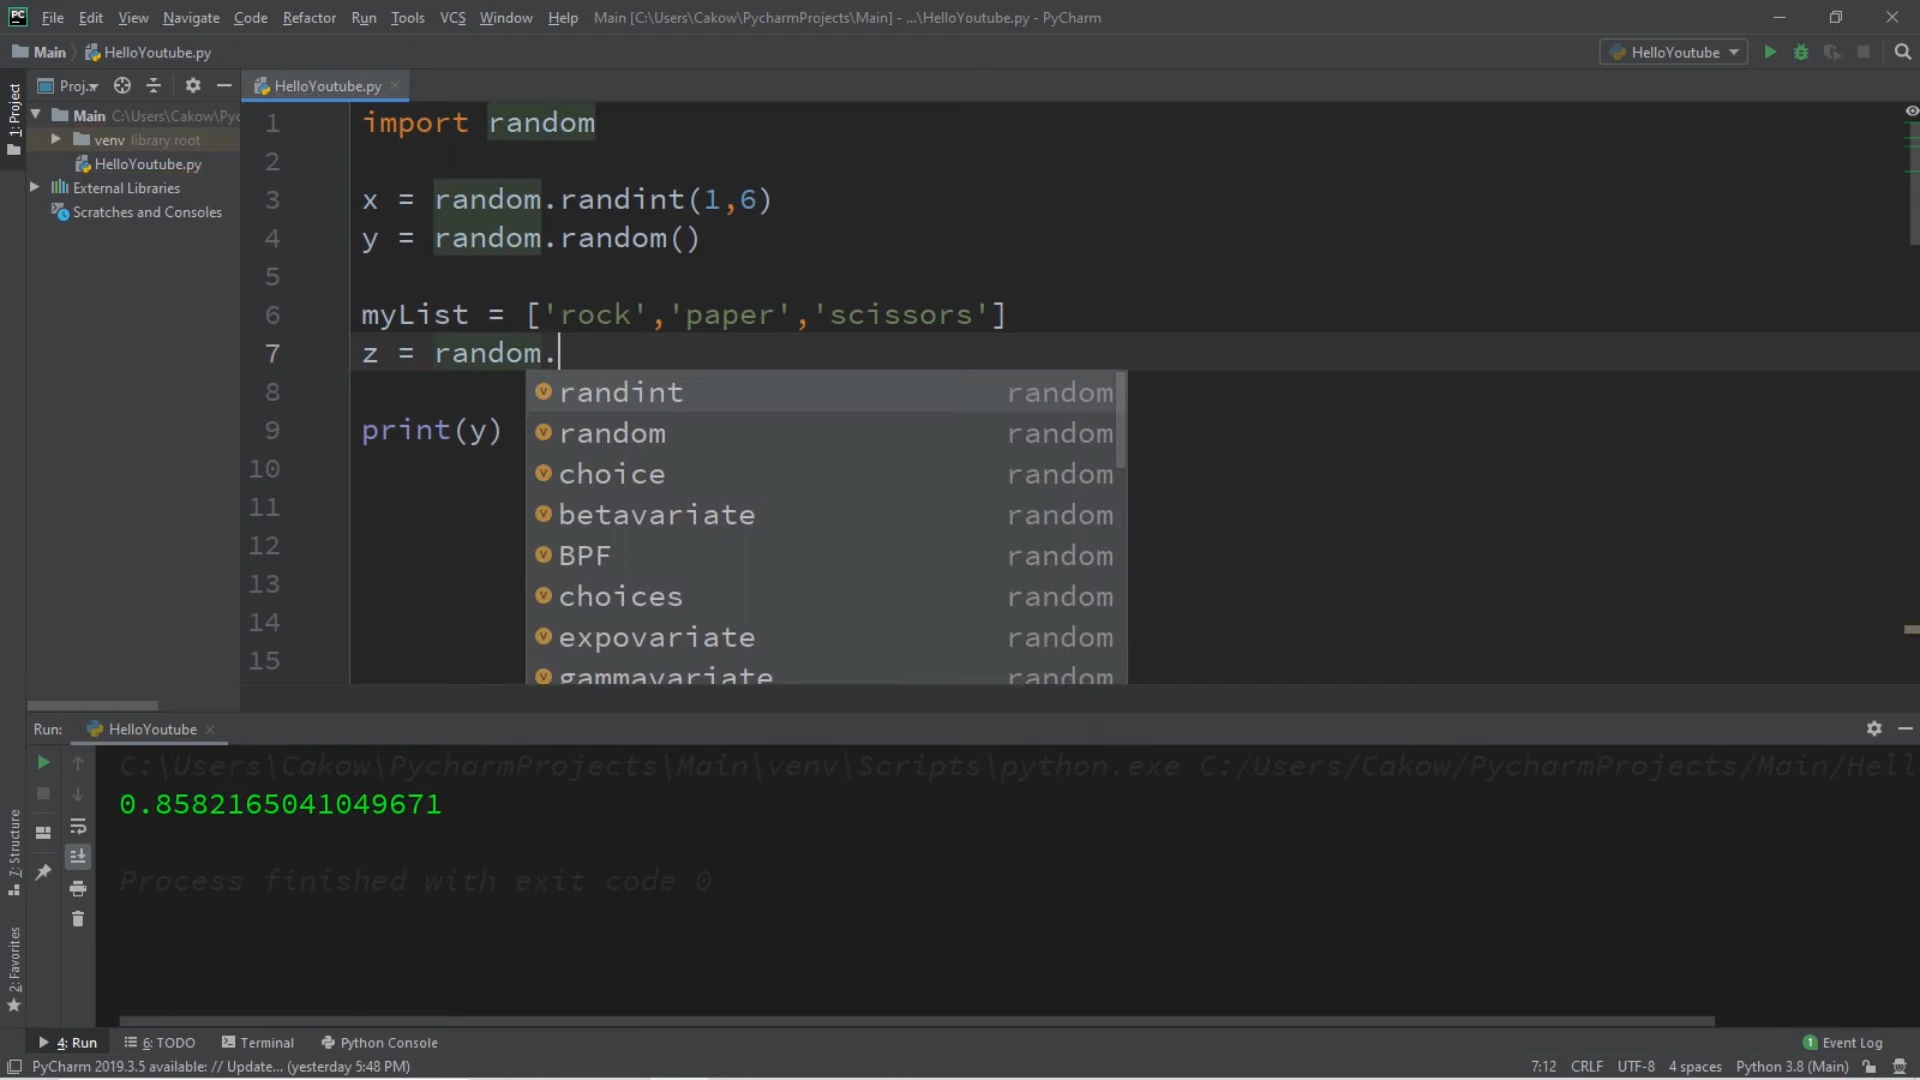 PC File Edit View Navigate Code Refactor Run Tools VCS Window Help Main [C:\Users\Cakow\PycharmProjects\Main] - ...\HelloYoutube.py - PyCharm
Main HelloYoutube.py HelloYoutube
Proj... HelloYoutube.py
1: Project
Main C:\Users\Cakow\Pyc
venv library root
HelloYoutube.py
External Libraries
Scratches and Consoles
1 import random
2
3 x = random.randint(1,6)
4 y = random.random()
5
6 myList = ['rock','paper','scissors']
7 z = random.
8
9 print(y)
10
11
12
13
14
15
randint random
random random
choice random
betavariate random
BPF random
choices random
expovariate random
gammavariate random
Run: HelloYoutube
C:\Users\Cakow\PycharmProjects\Main\venv\Scripts\python.exe C:/Users/Cakow/PycharmProjects/Main/Hell
0.8582165041049671
Process finished with exit code 0
7: Structure
2: Favorites
4: Run 6: TODO Terminal Python Console 1 Event Log
PyCharm 2019.3.5 available: // Update... (yesterday 5:48 PM) 7:12 CRLF UTF-8 4 spaces Python 3.8 (Main)